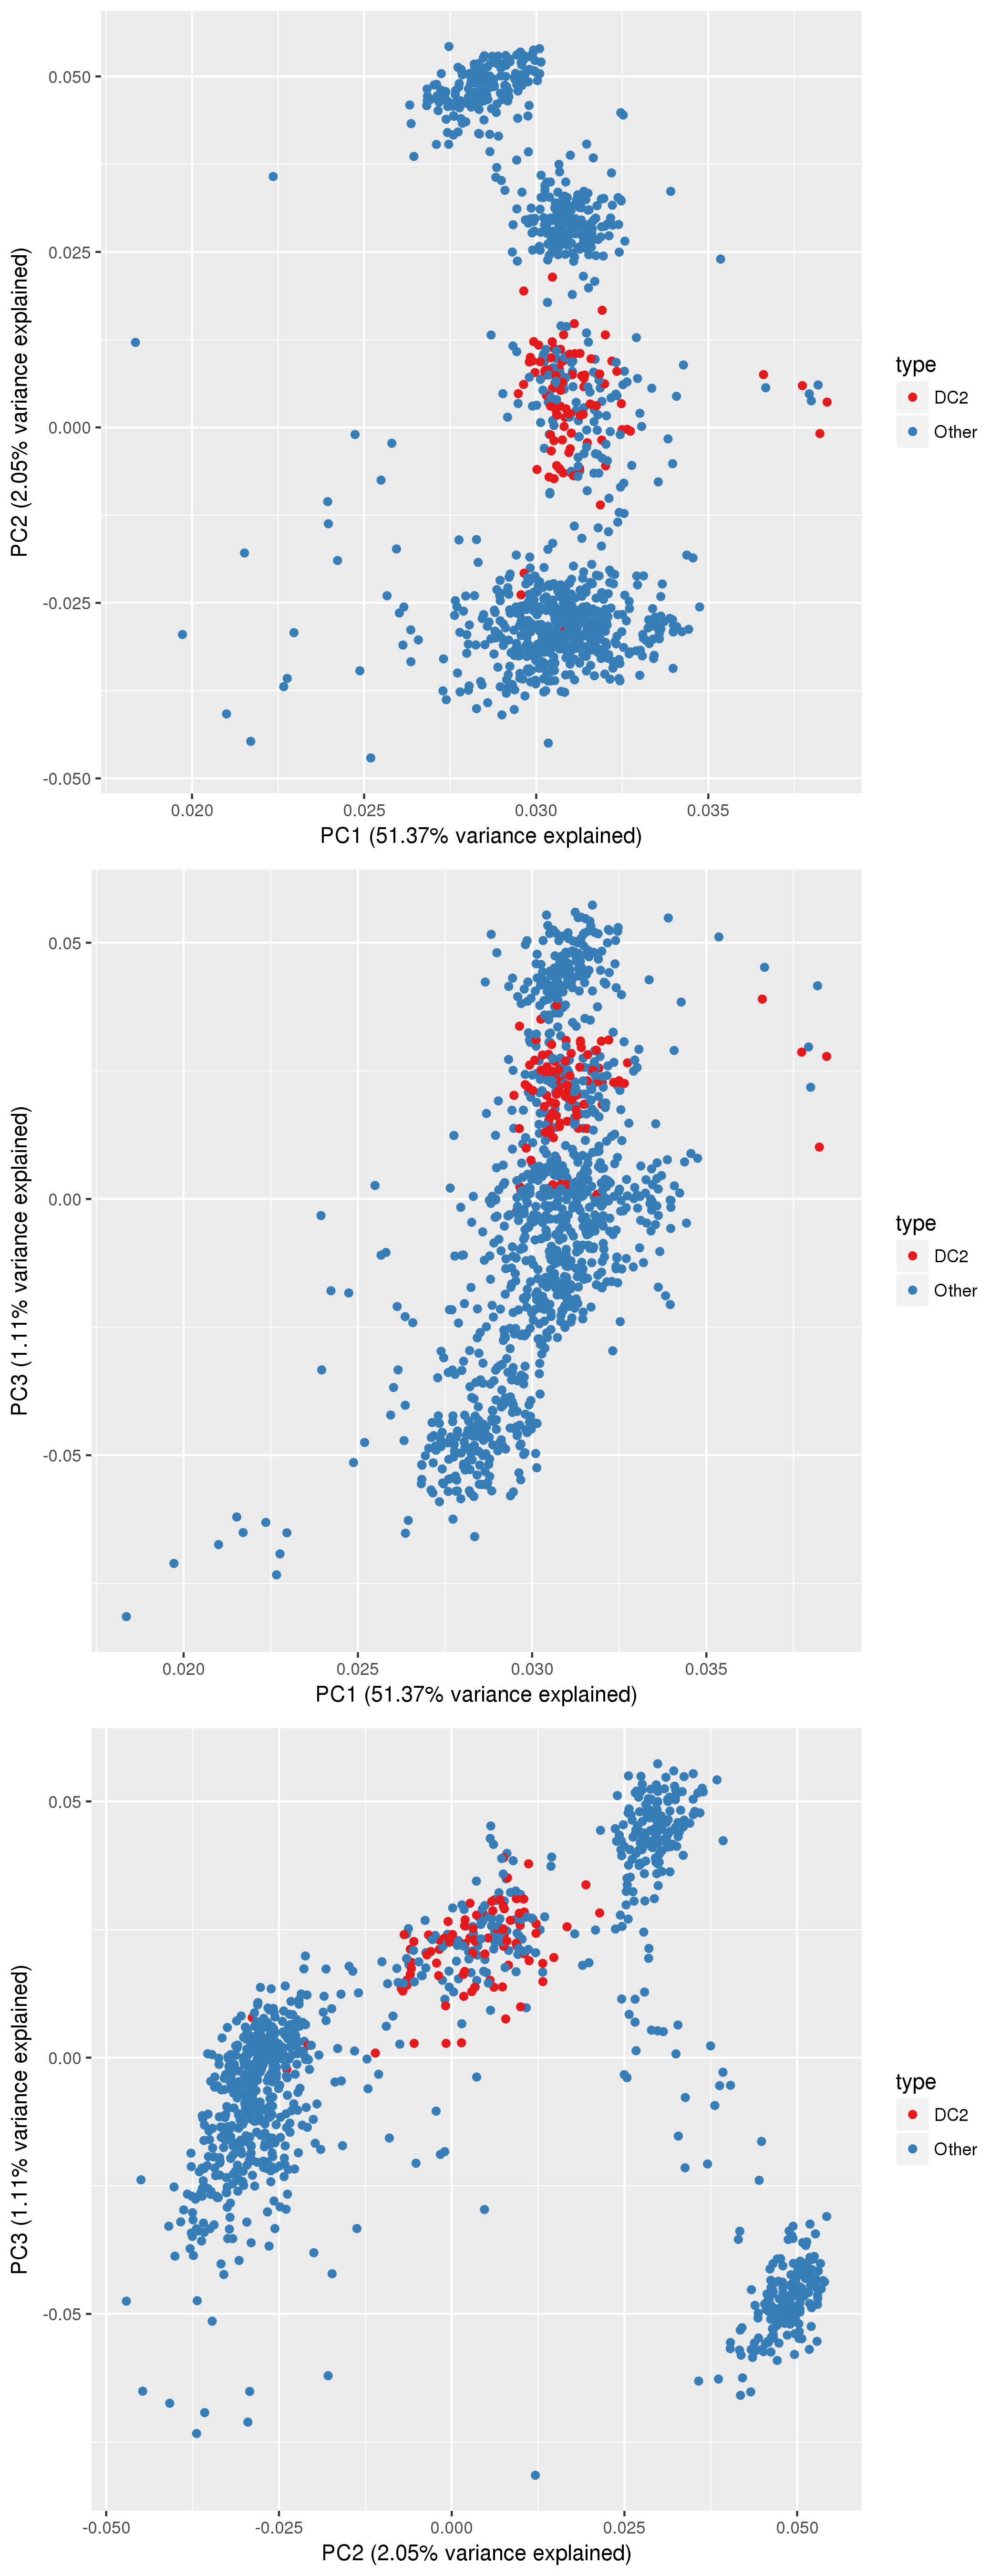 0.050
0.025
0.000
-0.025
-0.050
PC2 (2.05% variance explained)
0.020 0.025 0.030 0.035
PC1 (51.37% variance explained)
type
DC2
Other
0.05
0.00
-0.05
PC3 (1.11% variance explained)
0.020 0.025 0.030 0.035
PC1 (51.37% variance explained)
type
DC2
Other
0.05
0.00
-0.05
PC3 (1.11% variance explained)
-0.050 -0.025 0.000 0.025 0.050
PC2 (2.05% variance explained)
type
DC2
Other